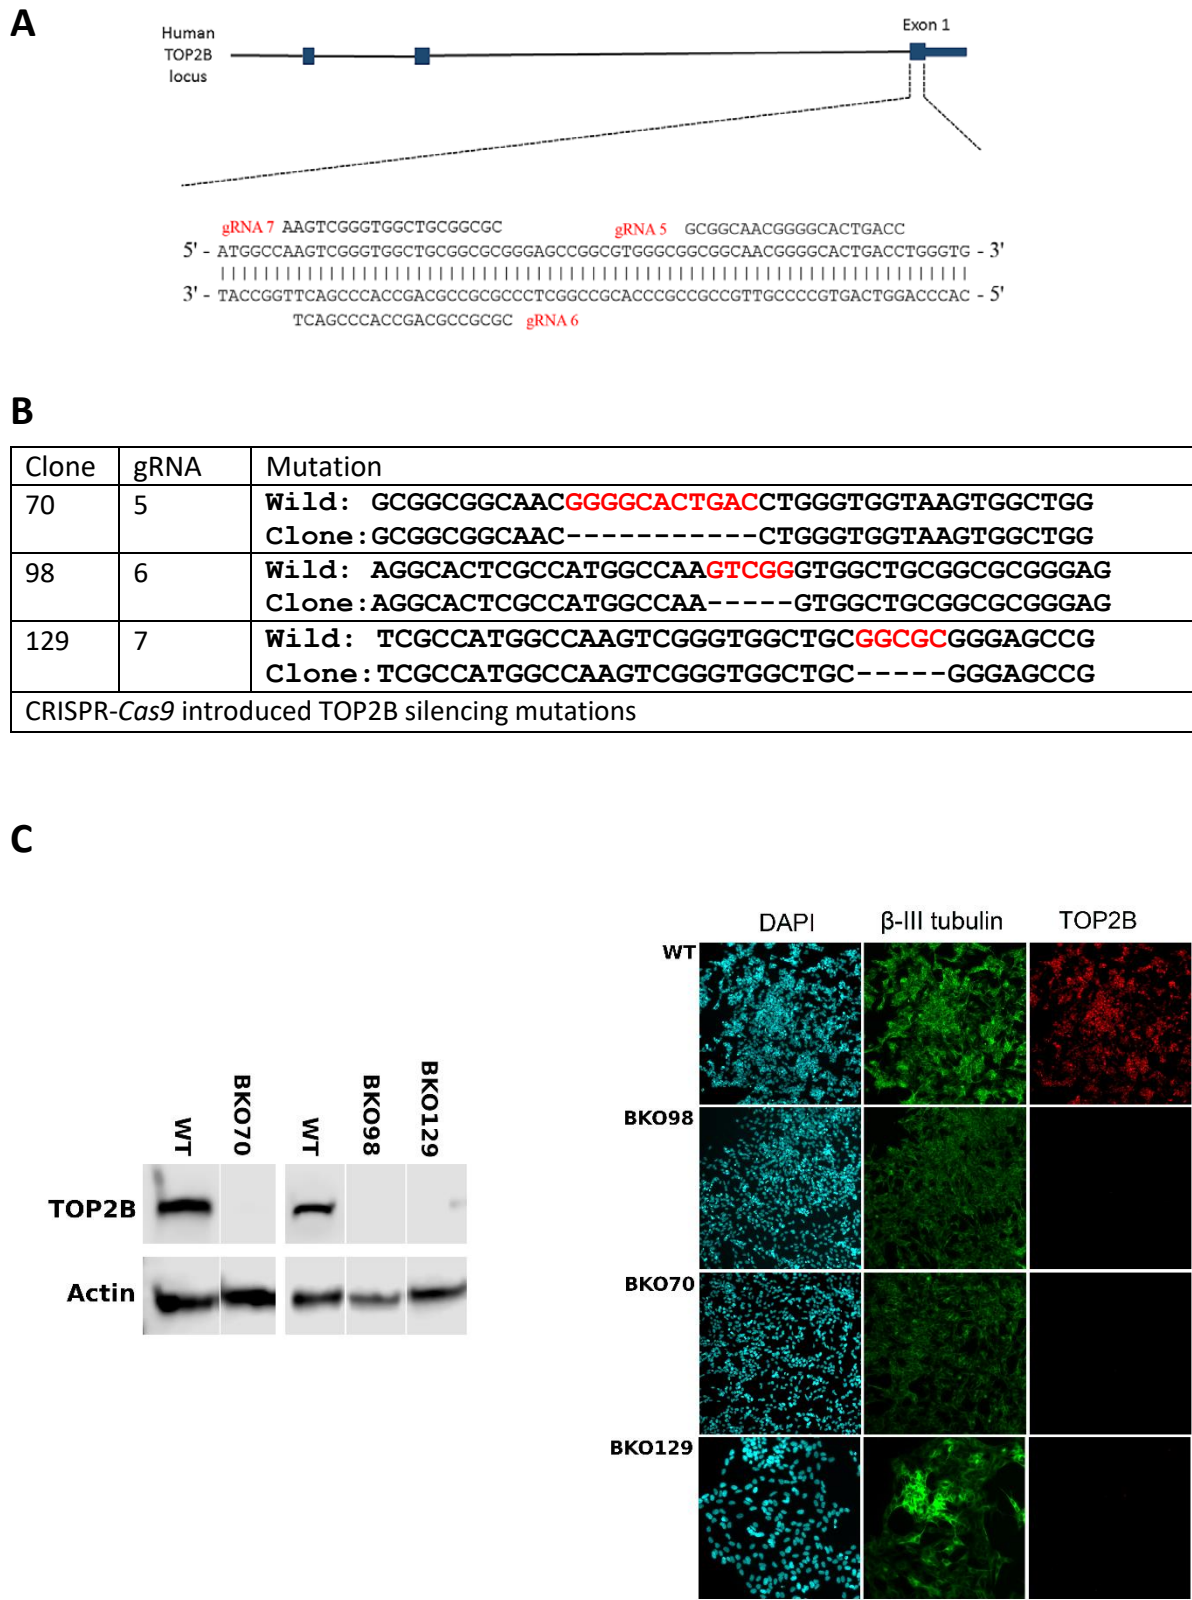 A
Human
TOP2B
locus
Exon 1
gRNA 7 AAGTCGGGTGGCTGCGGCGC gRNA 5 GCGGCAACGGGGCACTGACC
5' - ATGGCCAAGTCGGGTGGCTGCGGCGCGGGAGCCGGCGTGGGCGGCGGCAACGGGGCACTGACCTGGGTG - 3'
3' - TACCGGTTCAGCCCACCGACGCCGCGCCCTCGGCCGCACCCGCCGCCGTTGCCCCGTGACTGGACCCAC - 5'
TCAGCCCACCGACGCCGCGC gRNA 6
B
Clone gRNA Mutation
70 5 Wild: GCGGCGGCAACGGGGCACTGACCTGGGTGGTAAGTGGCTGG
Clone:GCGGCGGCAAC-----------CTGGGTGGTAAGTGGCTGG
98 6 Wild: AGGCACTCGCCATGGCCAAGTCGGGTGGCTGCGGCGCGGGAG
Clone:AGGCACTCGCCATGGCCAA-----GTGGCTGCGGCGCGGGAG
129 7 Wild: TCGCCATGGCCAAGTCGGGTGGCTGCGGCGCGGGAGCCG
Clone:TCGCCATGGCCAAGTCGGGTGGCTGC-----GGGAGCCG
CRISPR-Cas9 introduced TOP2B silencing mutations
C
DAPI β-III tubulin TOP2B
WT
BKO98
BKO70
BKO129
WT BKO70 WT BKO98 BKO129
TOP2B
Actin